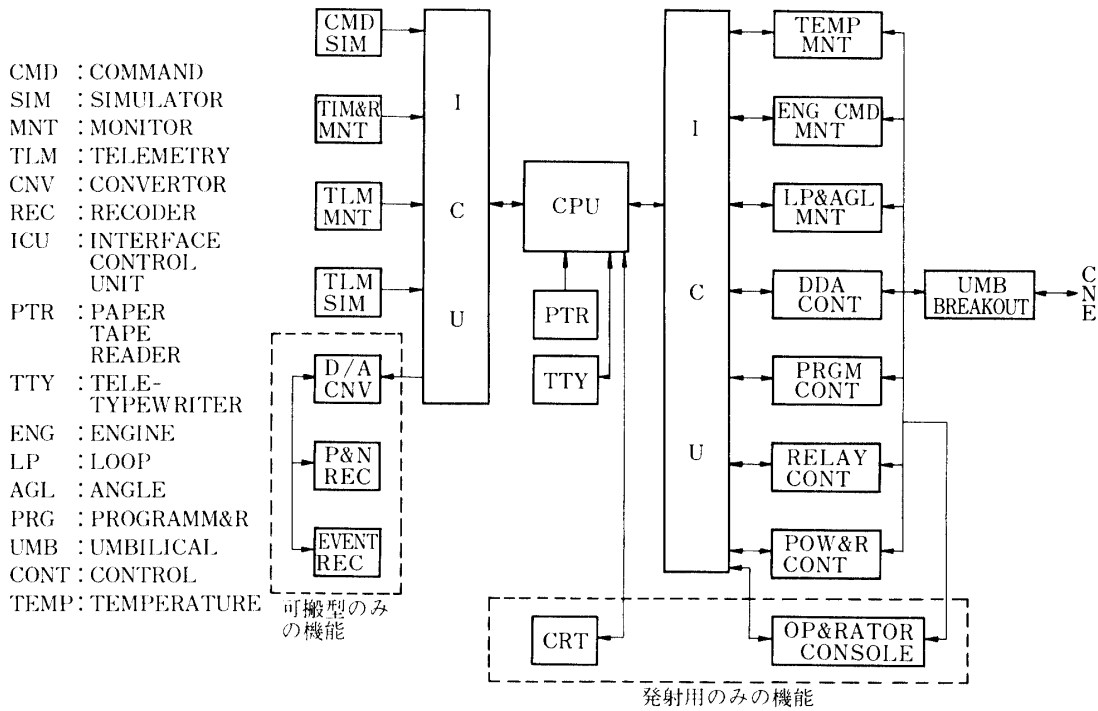 CMD : COMMAND
SIM : SIMULATOR
MNT : MONITOR
TLM : TELEMETRY
CNV : CONVERTOR
REC : RECODER
ICU : INTERFACE
CONTROL
UNIT
PTR : PAPER
TAPE
READER
TTY : TELE-
TYPEWRITER
ENG : ENGINE
LP : LOOP
AGL : ANGLE
PRG : PROGRAMM&R
UMB : UMBILICAL
CONT : CONTROL
TEMP : TEMPERATURE
CMD
SIM
TIM&R
MNT
TLM
MNT
TLM
SIM
D/A
CNV
P&N
REC
EVENT
REC
可搬型のみ
の機能
I
C
U
CPU
PTR
TTY
CRT
I
C
U
TEMP
MNT
ENG CMD
MNT
LP&AGL
MNT
DDA
CONT
PRGM
CONT
RELAY
CONT
POW&R
CONT
OP&RATOR
CONSOLE
発射用のみの機能
UMB
BREAKOUT
CNE